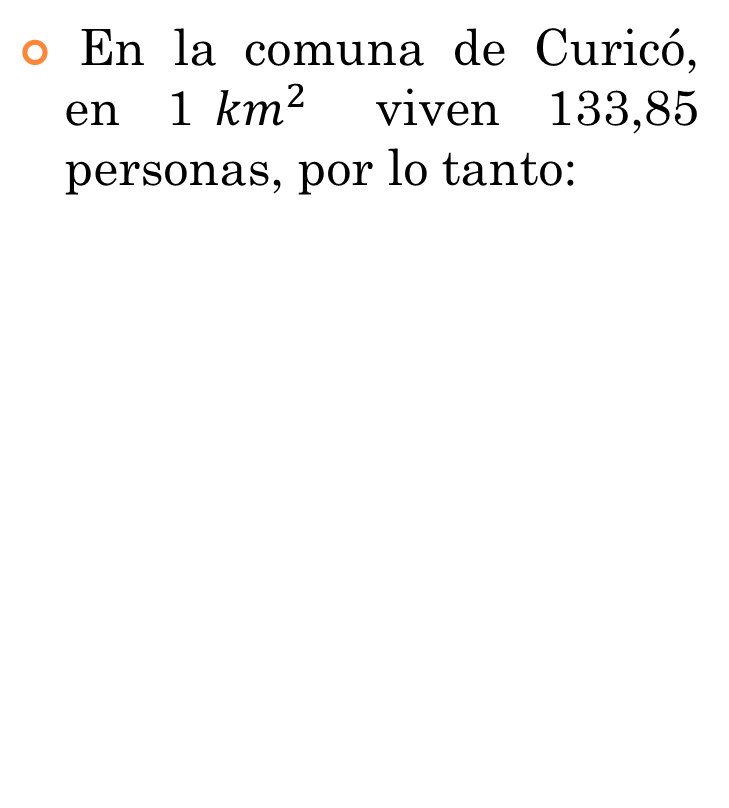 En la comuna de Curicó,
en 1 km² viven 133,85
personas, por lo tanto: